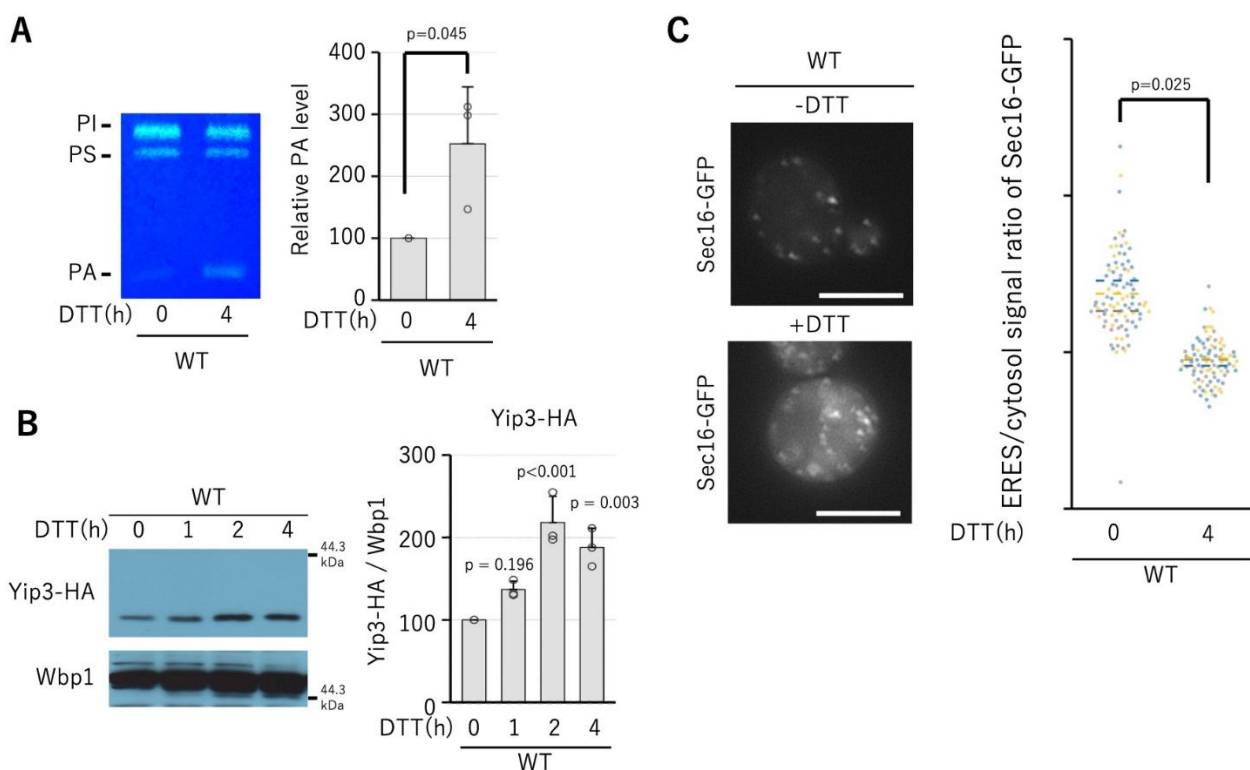 A
PI
PS
PA
DTT(h) 0 4
WT
Relative PA level
400
300
200
100
0
p=0.045
DTT(h) 0 4
WT
B
WT
DTT(h) 0 1 2 4
Yip3-HA
44.3
kDa
Wbp1
44.3
kDa
Yip3-HA
Yip3-HA / Wbp1
300
200
100
0
p = 0.196
p<0.001
p = 0.003
DTT(h) 0 1 2 4
WT
C
WT
-DTT
Sec16-GFP
+DTT
Sec16-GFP
ERES/cytosol signal ratio of Sec16-GFP
p=0.025
DTT(h) 0 4
WT